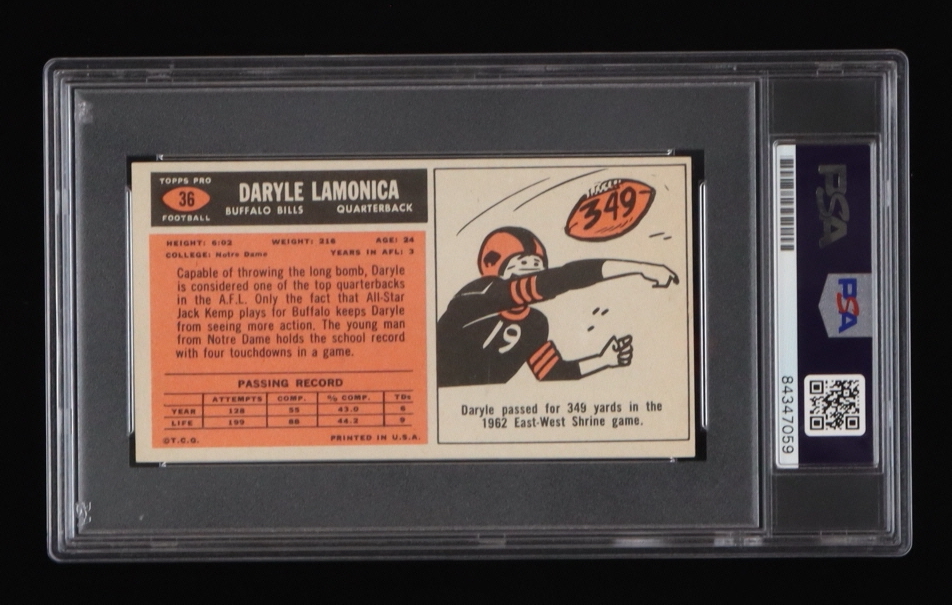 TOPPS PRO
36
FOOTBALL
DARYLE LAMONICA
BUFFALO BILLS QUARTERBACK
HEIGHT: 6:02 WEIGHT: 216 AGE: 24
COLLEGE: Notre Dame YEARS IN AFL: 3
Capable of throwing the long bomb, Daryle
is considered one of the top quarterbacks
in the A.F.L. Only the fact that All-Star
Jack Kemp plays for Buffalo keeps Daryle
from seeing more action. The young man
from Notre Dame holds the school record
with four touchdowns in a game.
PASSING RECORD
ATTEMPTS COMP. % COMP. TDs
YEAR 128 55 43.0 6
LIFE 199 88 44.2 9
©T.C.G. PRINTED IN U.S.A.
349
19
Daryle passed for 349 yards in the
1962 East-West Shrine game.
PSA
PSA
84347059